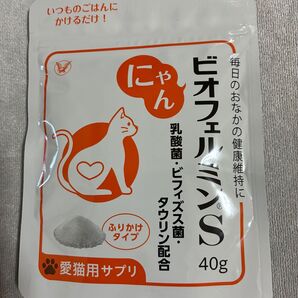 いつものごはんに
かけるだけ!
毎日のおなかの健康維持に
ビオフェルミン®S
にゃん
乳酸菌・ビフィズス菌・
タウリン配合
40g
ふりかけ
タイプ
愛猫用サプリ